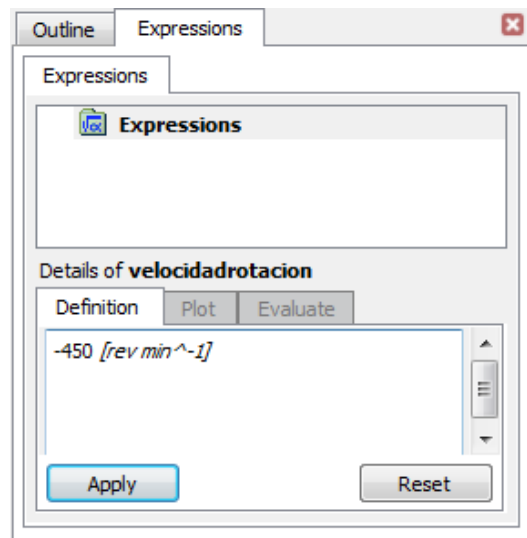 Outline Expressions
Expressions
Expressions
Details of velocidadrotacion
Definition Plot Evaluate
-450 [rev min^-1]
Apply Reset